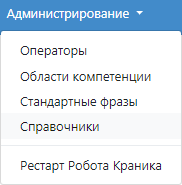 Администрирование
Операторы
Области компетенции
Стандартные фразы
Справочники
Рестарт Робота Краника